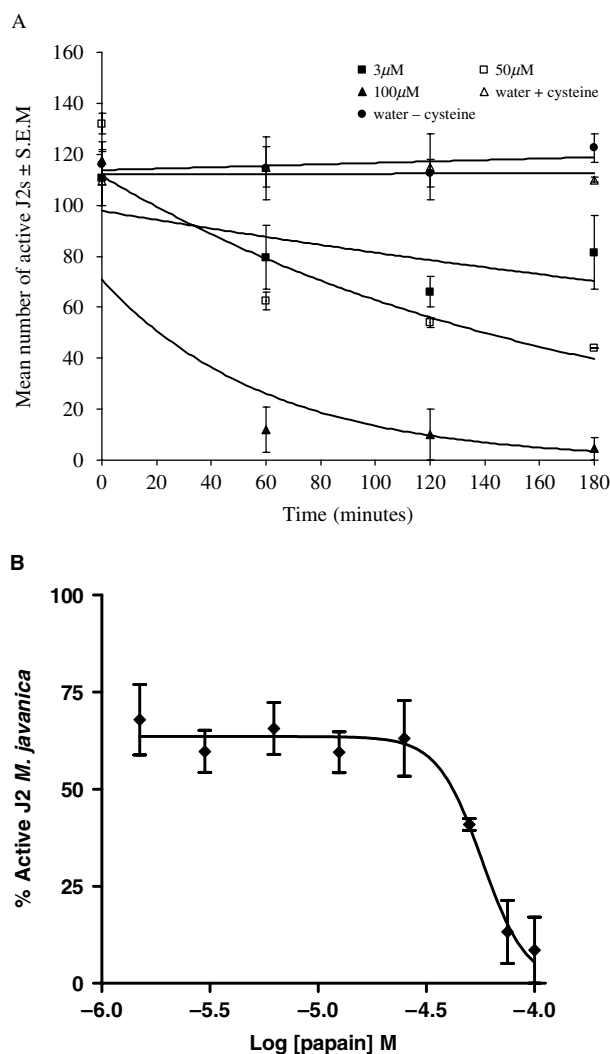 A
160
140
120
100
80
60
40
20
0
Mean number of active J2s ± S.E.M
■ 3μM
□ 50μM
▲ 100μM
△ water + cysteine
● water – cysteine
0 20 40 60 80 100 120 140 160 180
Time (minutes)
B
100
75
50
25
0
% Active J2 M. javanica
–6.0 –5.5 –5.0 –4.5 –4.0
Log [papain] M